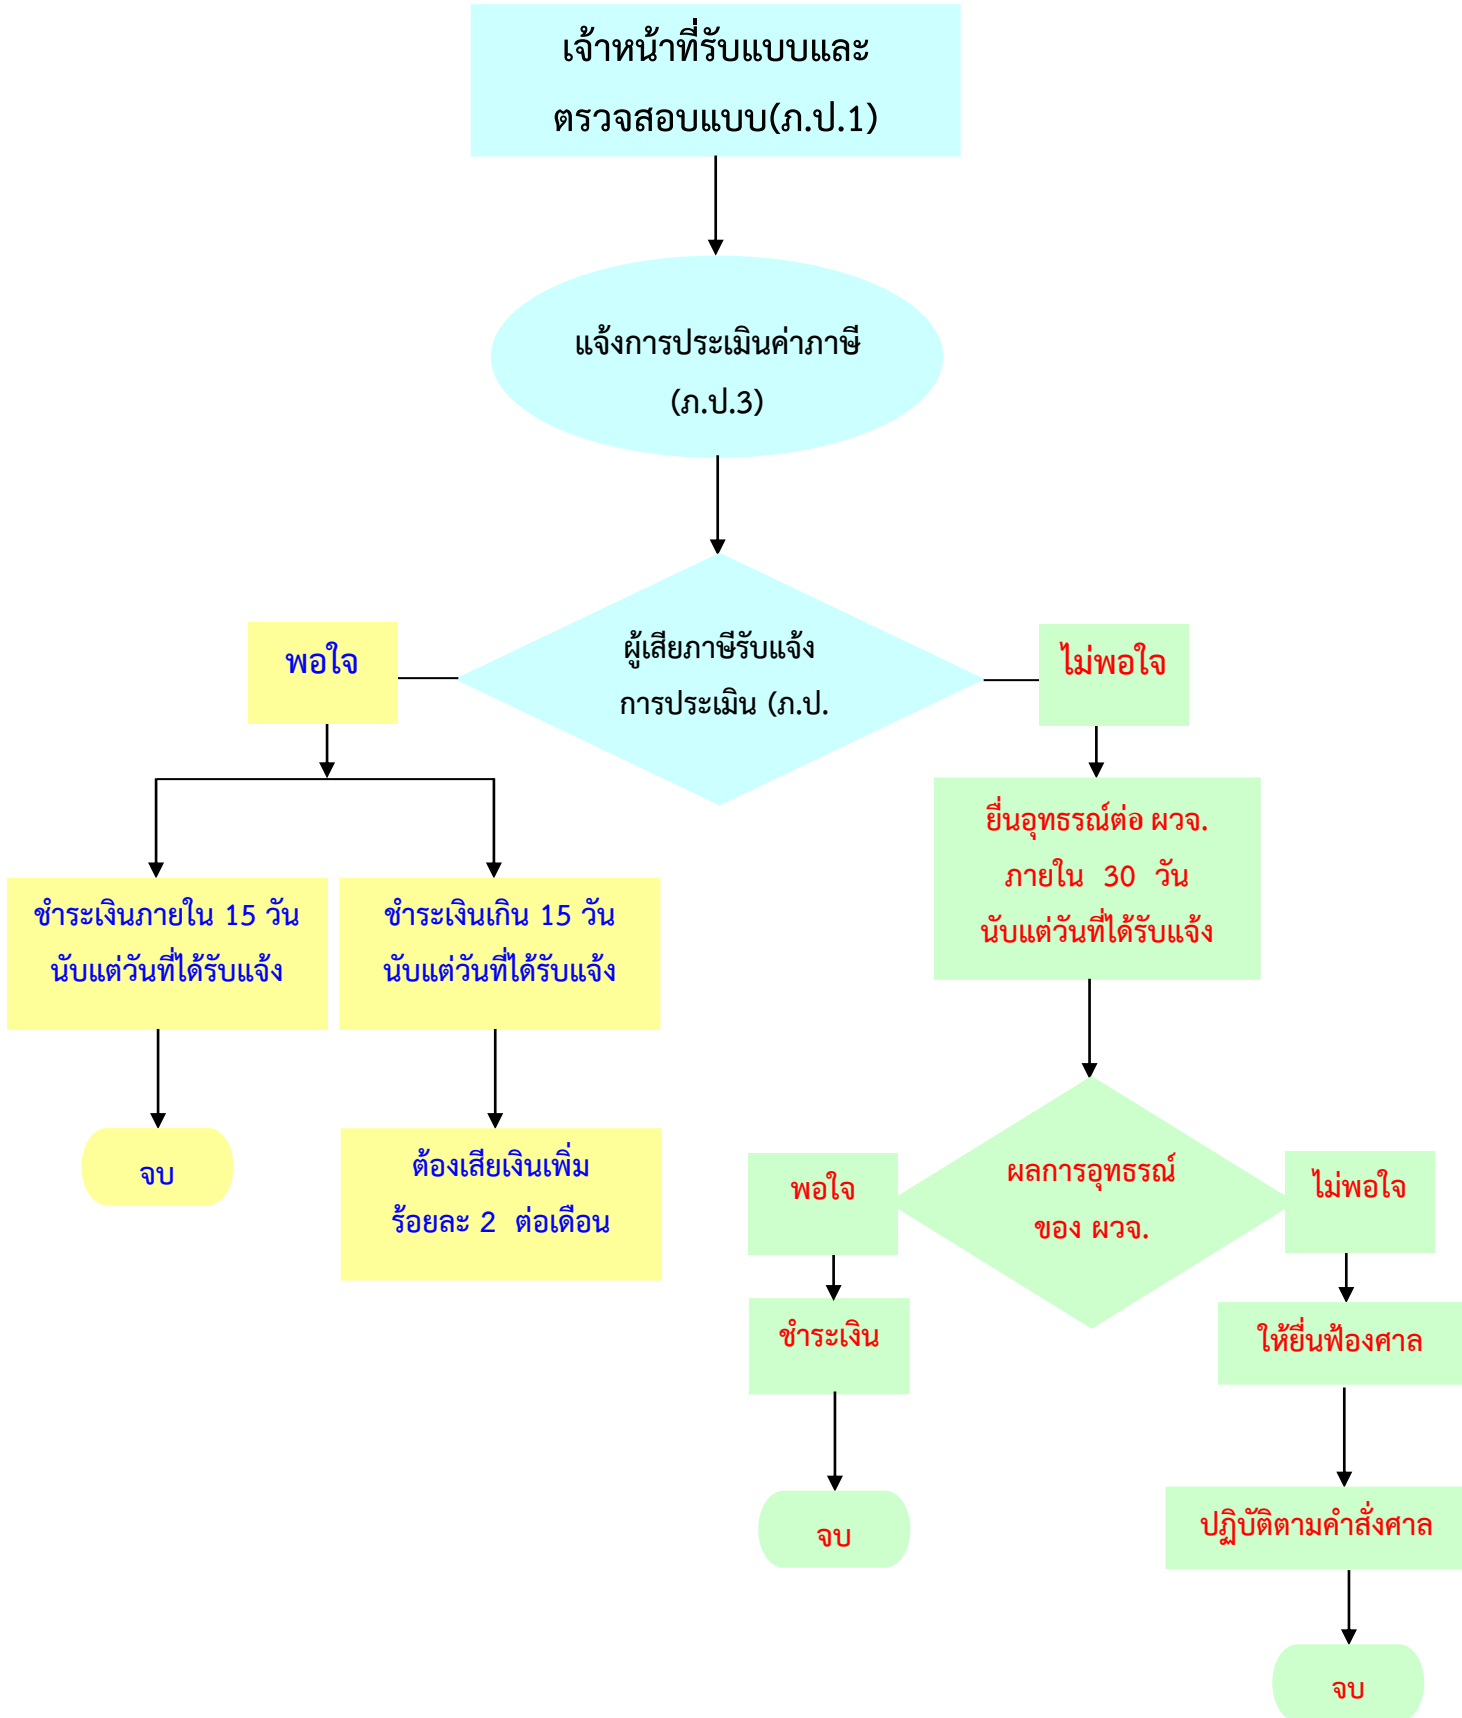 เจ้าหน้าที่รับแบบและ
ตรวจสอบแบบ(ภ.ป.1)
แจ้งการประเมินค่าภาษี
(ภ.ป.3)
ผู้เสียภาษีรับแจ้ง
การประเมิน (ภ.ป.
พอใจ
ไม่พอใจ
ชำระเงินภายใน 15 วัน
นับแต่วันที่ได้รับแจ้ง
ชำระเงินเกิน 15 วัน
นับแต่วันที่ได้รับแจ้ง
ยื่นอุทธรณ์ต่อ ผวจ.
ภายใน 30 วัน
นับแต่วันที่ได้รับแจ้ง
จบ
ต้องเสียเงินเพิ่ม
ร้อยละ 2 ต่อเดือน
พอใจ
ผลการอุทธรณ์
ของ ผวจ.
ไม่พอใจ
ชำระเงิน
ให้ยื่นฟ้องศาล
จบ
ปฏิบัติตามคำสั่งศาล
จบ